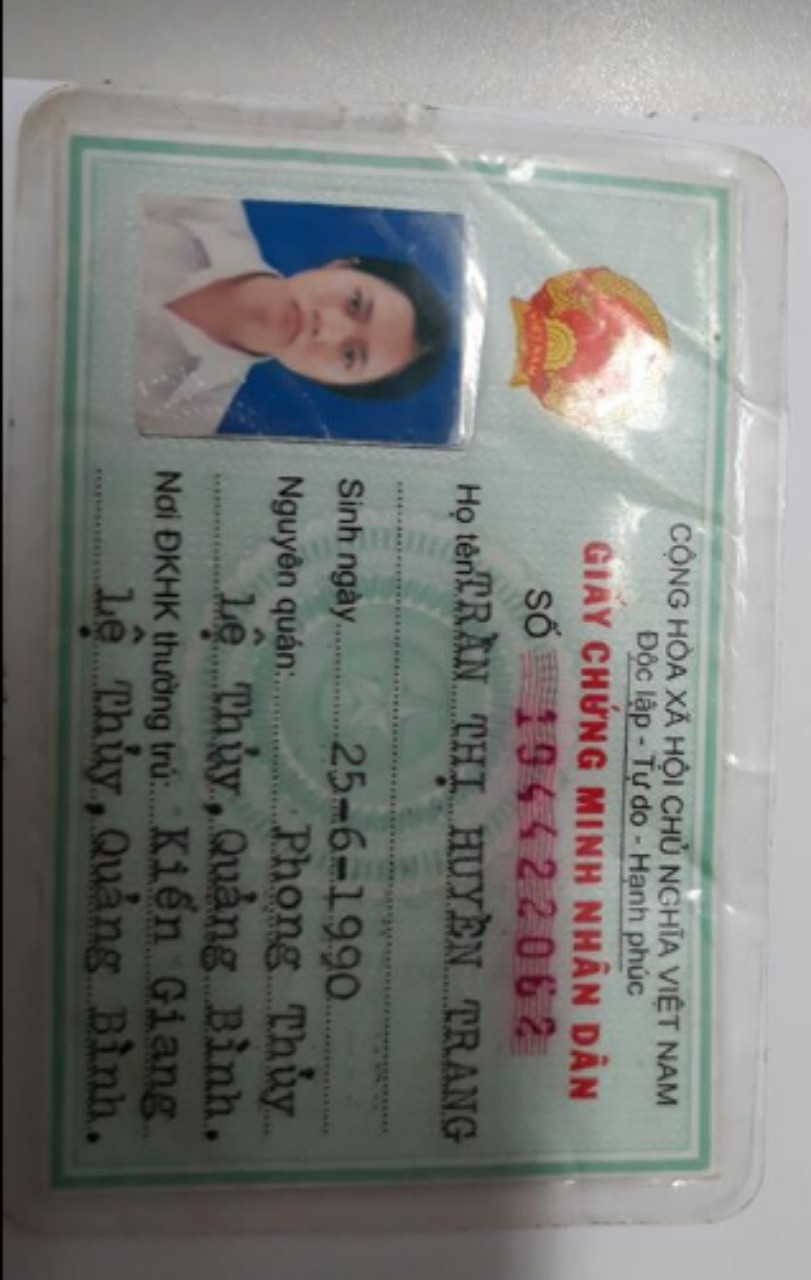 CỘNG HÒA XÃ HỘI CHỦ NGHĨA VIỆT NAM
Độc lập - Tự do - Hạnh phúc
GIẤY CHỨNG MINH NHÂN DÂN
SỐ 194422062
Họ tên TRẦN THỊ HUYỀN TRANG
Sinh ngày 25-6-1990
Nguyên quán: Phong Thủy
Lệ Thủy, Quảng Bình.
Nơi ĐKHK thường trú: Kiến Giang
Lệ Thủy, Quảng Bình.